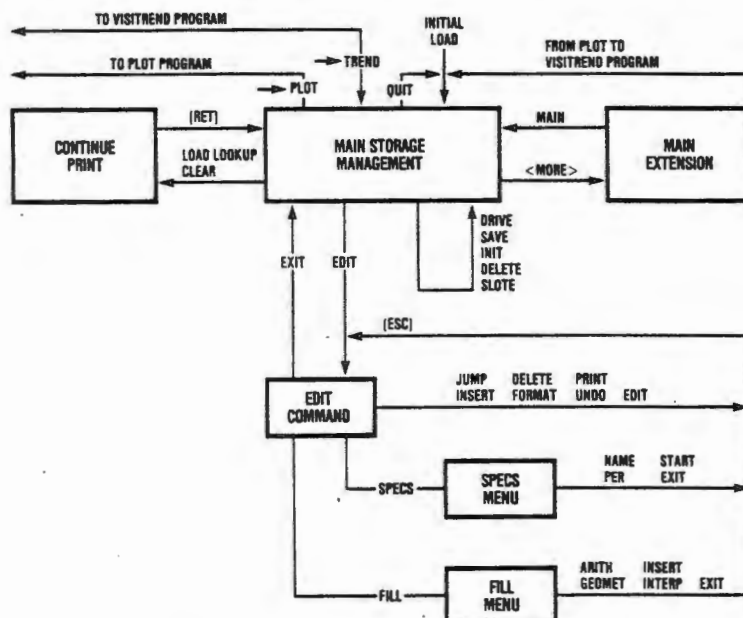 TO VISITREND PROGRAM
INITIAL
LOAD
TREND
FROM PLOT TO
VISITREND PROGRAM
TO PLOT PROGRAM
PLOT
QUIT
CONTINUE
PRINT
[RET]
LOAD LOOKUP
CLEAR
MAIN STORAGE
MANAGEMENT
MAIN
<MORE>
MAIN
EXTENSION
EXIT
EDIT
DRIVE
SAVE
INIT
DELETE
SLOTE
[ESC]
EDIT
COMMAND
JUMP DELETE PRINT
INSERT FORMAT UNDO EDIT
SPECS
SPECS
MENU
NAME START
PER EXIT
FILL
FILL
MENU
ARITH INSERT
GEOMET INTERP EXIT